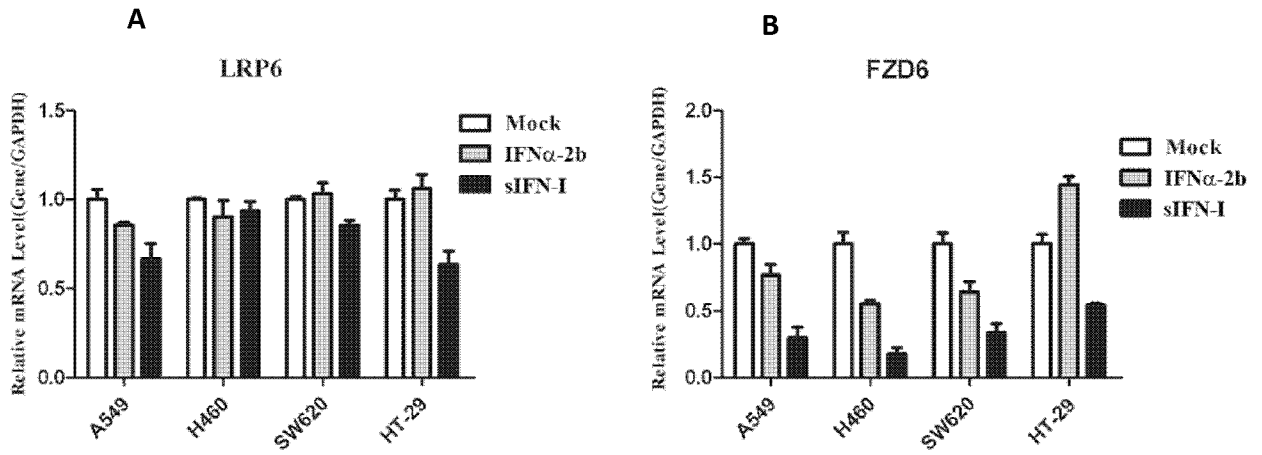 A
LRP6
Relative mRNA Level(Gene/GAPDH)
1.5
1.0
0.5
0.0
Mock
IFNα-2b
sIFN-I
A549
H460
SW620
HT-29
B
FZD6
Relative mRNA Level(Gene/GAPDH)
2.0
1.5
1.0
0.5
0.0
Mock
IFNα-2b
sIFN-I
A549
H460
SW620
HT-29